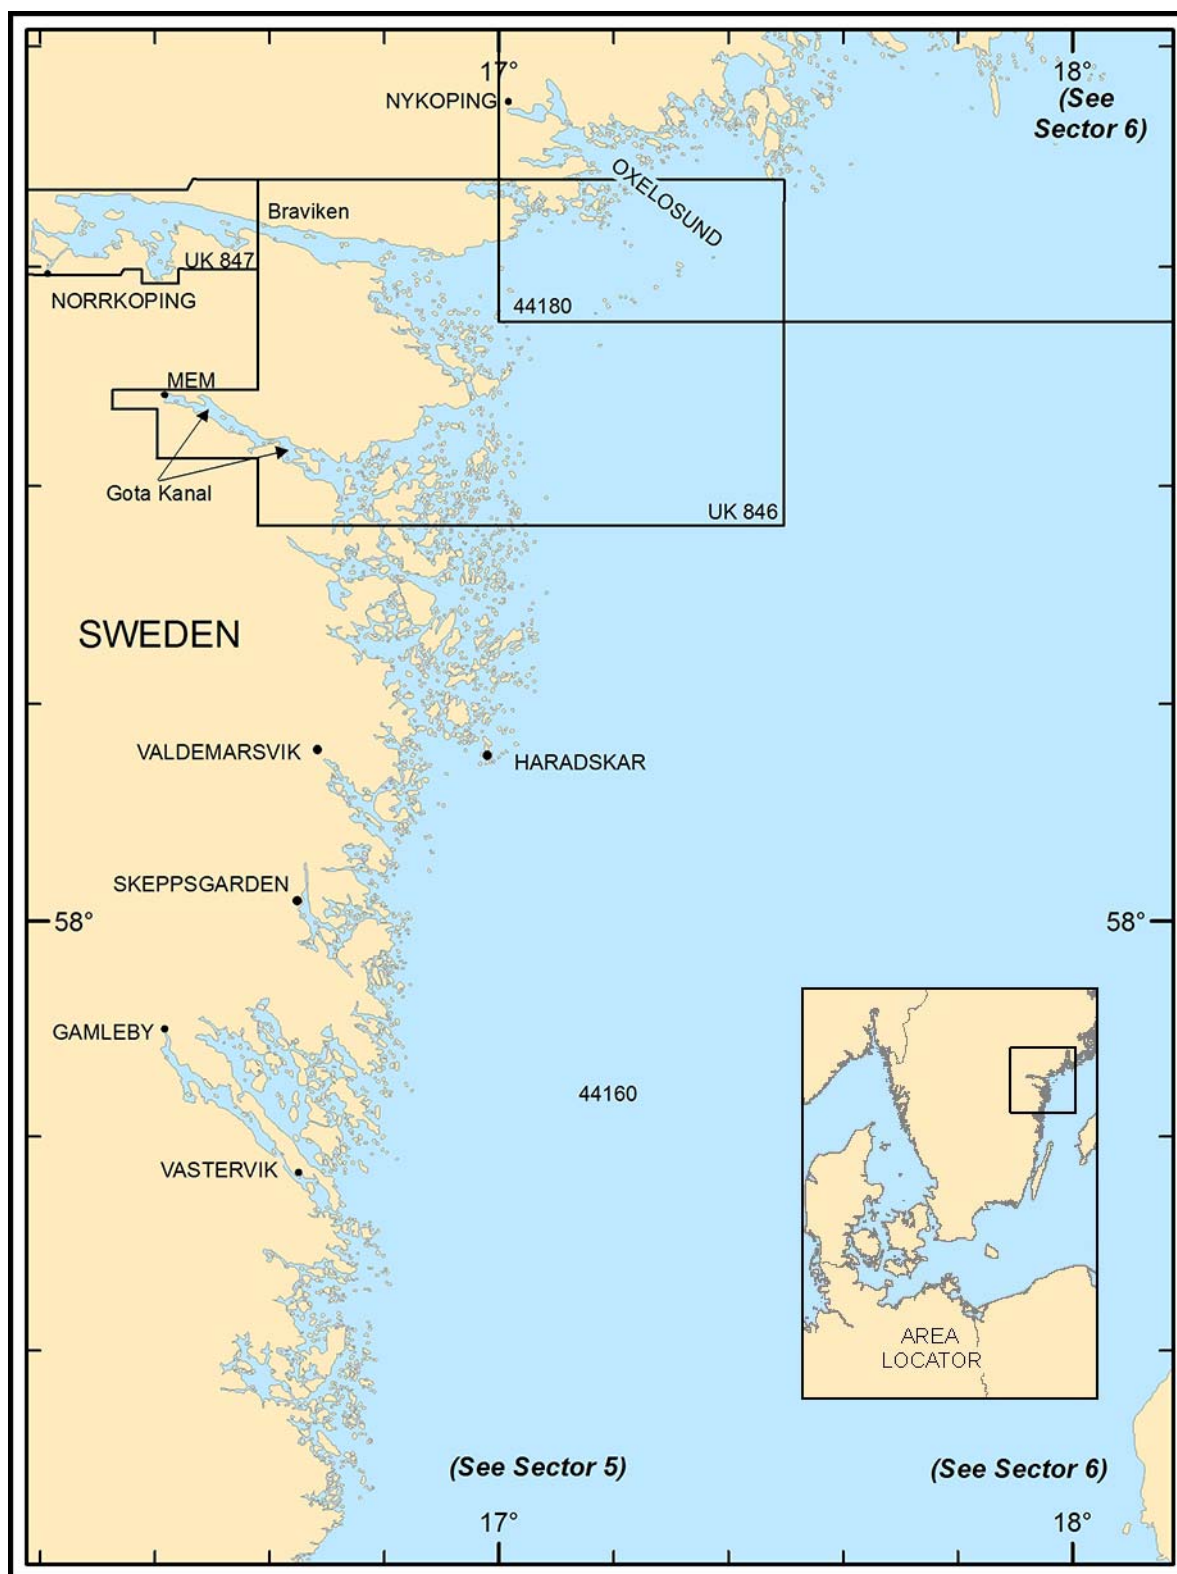 17°
18°
NYKOPING
(See
Sector 6)
OXELOSUND
Braviken
UK 847
NORRKOPING
44180
MEM
Gota Kanal
UK 846
SWEDEN
VALDEMARSVIK
HARADSKAR
SKEPPSGARDEN
58°
58°
GAMLEBY
44160
VASTERVIK
AREA
LOCATOR
(See Sector 5)
(See Sector 6)
17°
18°